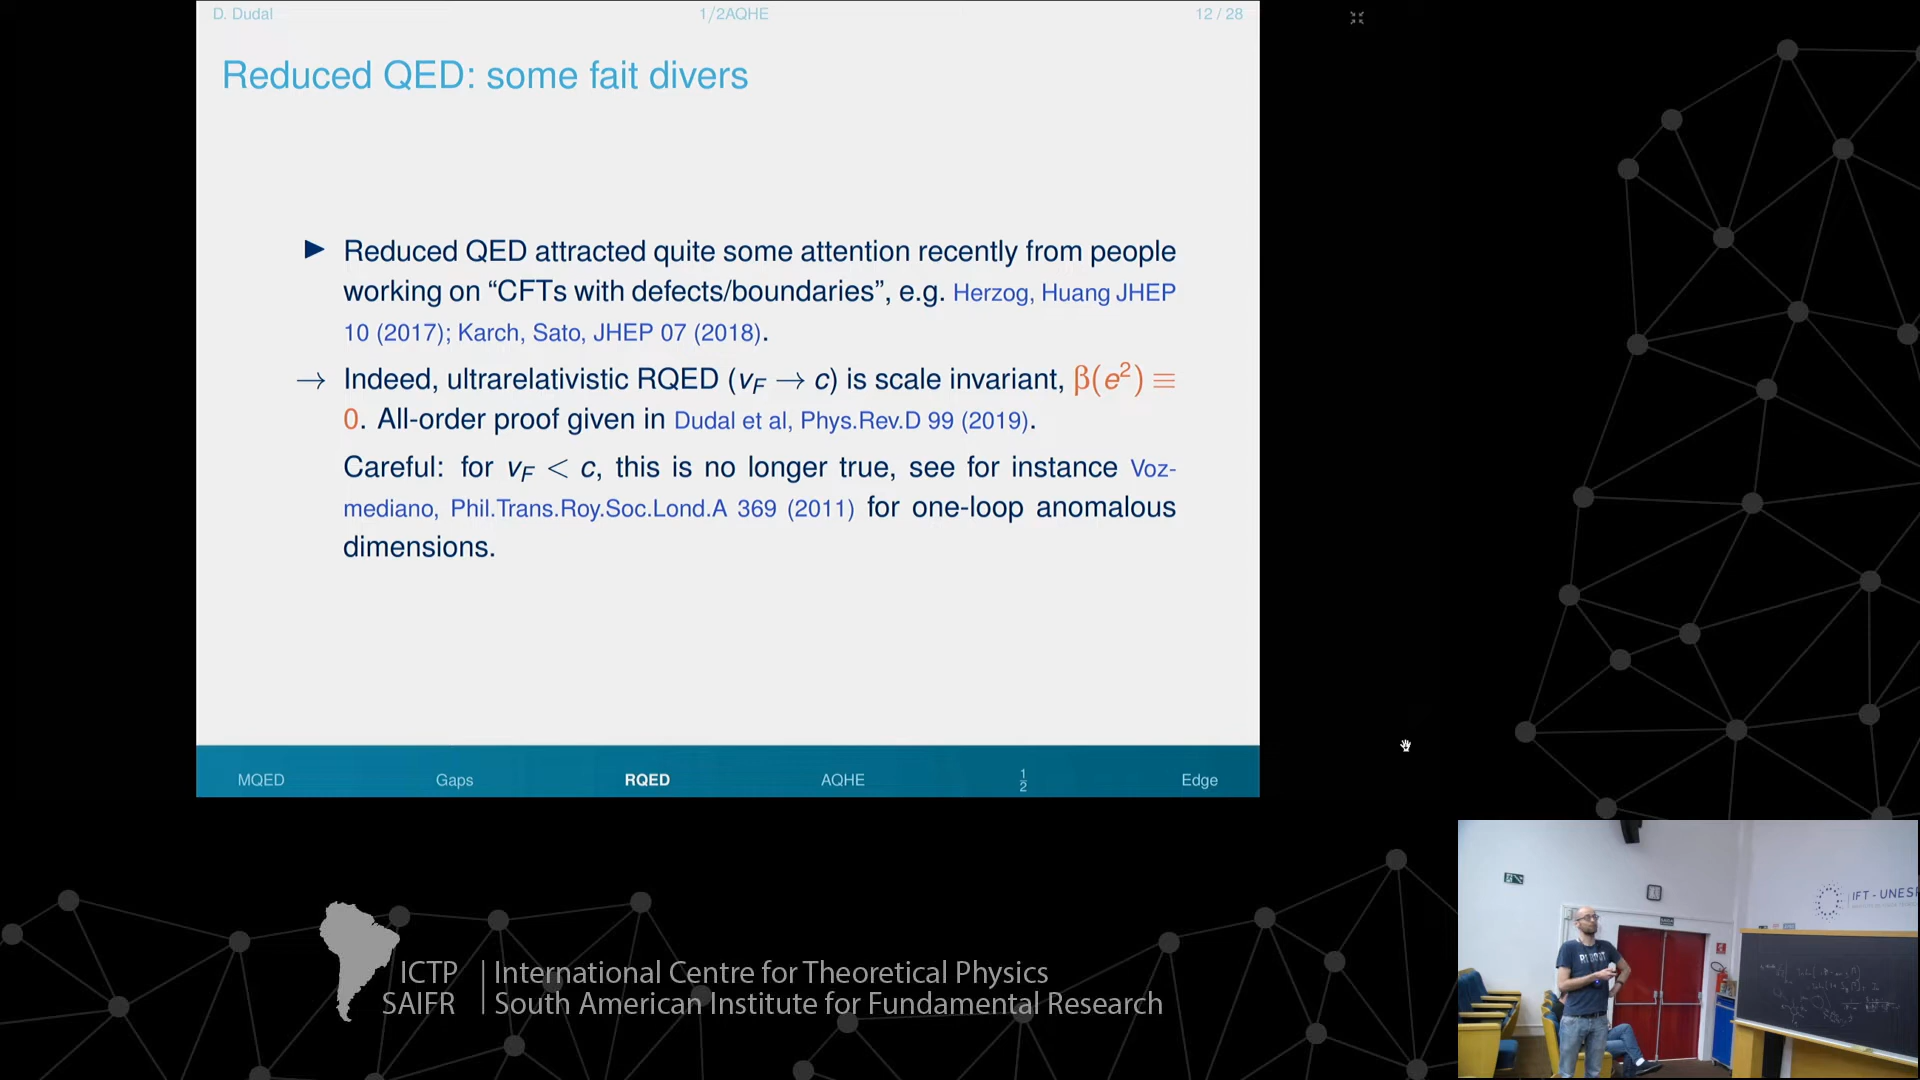 D. Dudal 1/2AQHE 12 / 28
Reduced QED: some fait divers
▶ Reduced QED attracted quite some attention recently from people
working on “CFTs with defects/boundaries”, e.g. Herzog, Huang JHEP
10 (2017); Karch, Sato, JHEP 07 (2018).
→ Indeed, ultrarelativistic RQED (v_F → c) is scale invariant, β(e²) ≡
0. All-order proof given in Dudal et al, Phys.Rev.D 99 (2019).
Careful: for v_F < c, this is no longer true, see for instance Voz-
mediano, Phil.Trans.Roy.Soc.Lond.A 369 (2011) for one-loop anomalous
dimensions.
MQED Gaps RQED AQHE 1/2 Edge
IFT - UNESP
ICTP | International Centre for Theoretical Physics
SAIFR | South American Institute for Fundamental Research